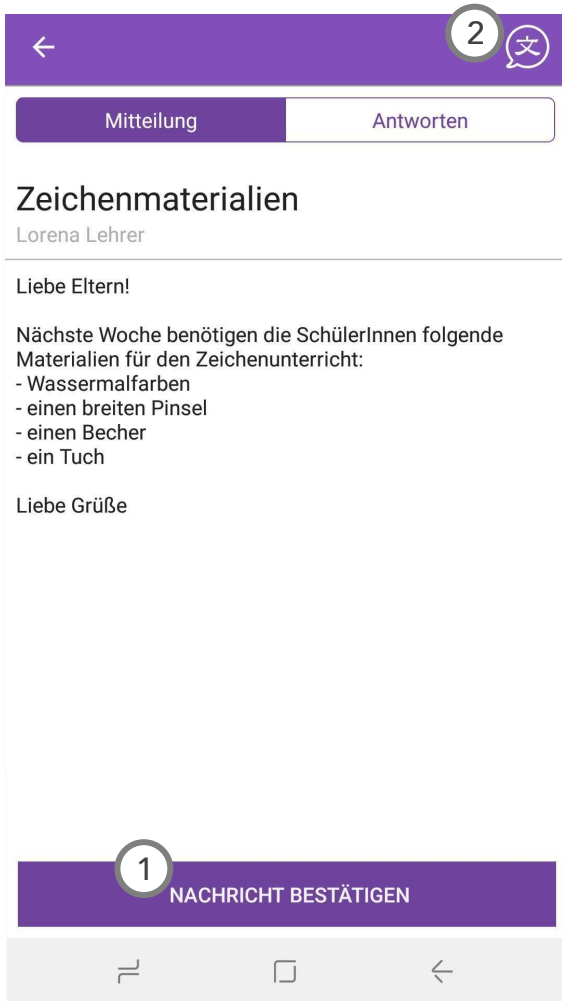 2
文
Mitteilung
Antworten
Zeichenmaterialien
Lorena Lehrer
Liebe Eltern!
Nächste Woche benötigen die SchülerInnen folgende
Materialien für den Zeichenunterricht:
- Wassermalfarben
- einen breiten Pinsel
- einen Becher
- ein Tuch
Liebe Grüße
1
NACHRICHT BESTÄTIGEN